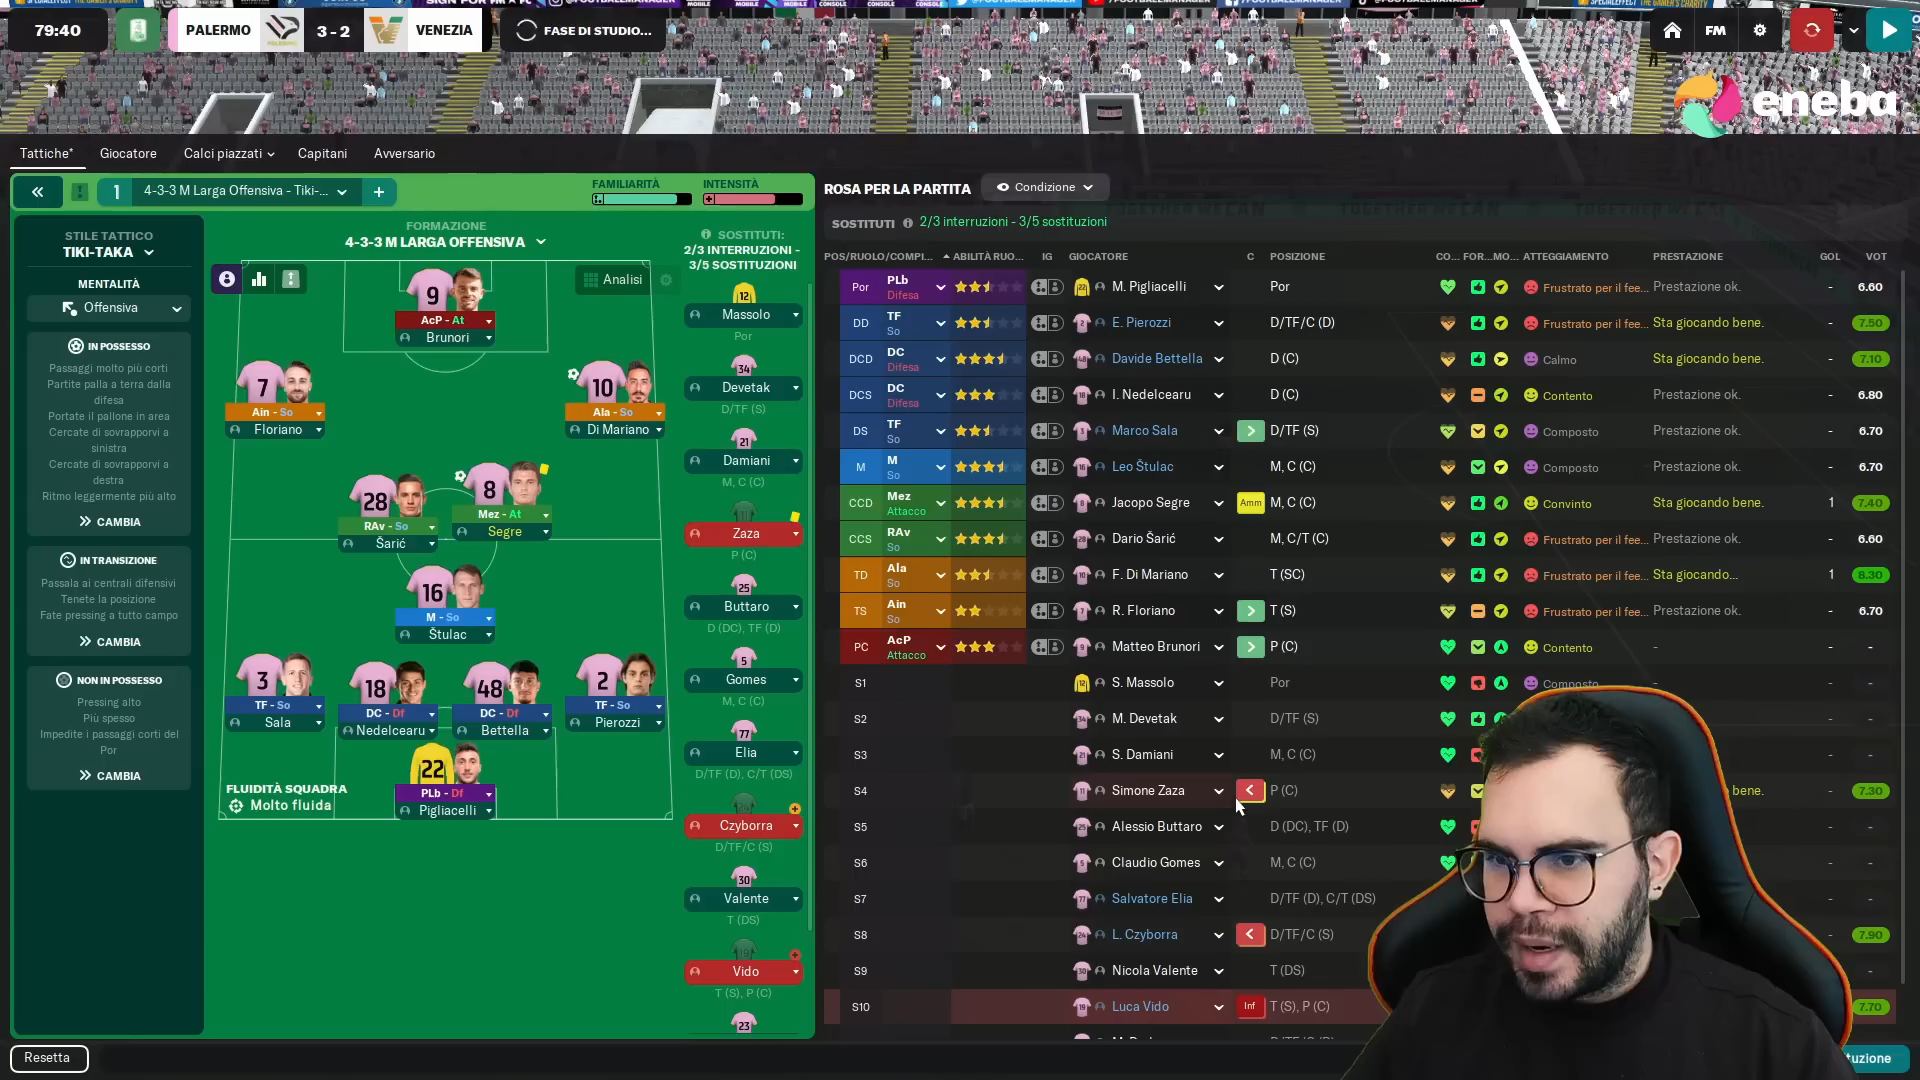 79:40
PALERMO
3 - 2
VENEZIA
FASE DI STUDIO...
FM
eneba
Tattiche*
Giocatore
Calci piazzati
Capitani
Avversario
1
4-3-3 M Larga Offensiva - Tiki-...
FAMILIARITÀ
INTENSITÀ
STILE TATTICO
TIKI-TAKA
MENTALITÀ
Offensiva
IN POSSESSO
Passaggi molto più corti
Partite palla a terra dalla
difesa
Portate il pallone in area
Cercate di sovrapporvi a
sinistra
Cercate di sovrapporvi a
destra
Ritmo leggermente più alto
CAMBIA
IN TRANSIZIONE
Passala ai centrali difensivi
Tenete la posizione
Fate pressing a tutto campo
CAMBIA
NON IN POSSESSO
Pressing alto
Più spesso
Impedite i passaggi corti del
Por
CAMBIA
FORMAZIONE
4-3-3 M LARGA OFFENSIVA
Analisi
9
AcP - At
Brunori
7
Ain - So
Floriano
10
Ala - So
Di Mariano
28
RAv - So
Šarić
8
Mez - At
Segre
16
M - So
Štulac
3
TF - So
Sala
18
DC - Df
Nedelcearu
48
DC - Df
Bettella
2
TF - So
Pierozzi
22
PLb - Df
Pigliacelli
FLUIDITÀ SQUADRA
Molto fluida
SOSTITUTI:
2/3 INTERRUZIONI -
3/5 SOSTITUZIONI
12
Massolo
Por
34
Devetak
D/TF (S)
21
Damiani
M, C (C)
11
Zaza
P (C)
25
Buttaro
D (DC), TF (D)
5
Gomes
M, C (C)
77
Elia
D/TF (D), C/T (DS)
24
Czyborra
D/TF/C (S)
30
Valente
T (DS)
19
Vido
T (S), P (C)
23
ROSA PER LA PARTITA
Condizione
SOSTITUTI
2/3 interruzioni - 3/5 sostituzioni
POS/RUOLO/COMPI...
ABILITÀ RUO...
IG
GIOCATORE
C
POSIZIONE
CO...
FOR...
MO...
ATTEGGIAMENTO
PRESTAZIONE
GOL
VOT
Por PLb Difesa M. Pigliacelli Por Frustrato per il fee... Prestazione ok. - 6.60
DD TF So E. Pierozzi D/TF/C (D) Frustrato per il fee... Sta giocando bene. - 7.50
DCD DC Difesa Davide Bettella D (C) Calmo Sta giocando bene. - 7.10
DCS DC Difesa I. Nedelcearu D (C) Contento Prestazione ok. - 6.80
DS TF So Marco Sala D/TF (S) Composto Prestazione ok. - 6.70
M M So Leo Štulac M, C (C) Composto Prestazione ok. - 6.70
CCD Mez Attacco Jacopo Segre Amm M, C (C) Convinto Sta giocando bene. 1 7.40
CCS RAv So Dario Šarić M, C/T (C) Frustrato per il fee... Prestazione ok. - 6.60
TD Ala So F. Di Mariano T (SC) Frustrato per il fee... Sta giocando... 1 8.30
TS Ain So R. Floriano T (S) Frustrato per il fee... Prestazione ok. - 6.70
PC AcP Attacco Matteo Brunori P (C) Contento - - -
S1 S. Massolo Por Composto - - -
S2 M. Devetak D/TF (S) - -
S3 S. Damiani M, C (C) - -
S4 Simone Zaza P (C) bene. - 7.30
S5 Alessio Buttaro D (DC), TF (D) - -
S6 Claudio Gomes M, C (C) - -
S7 Salvatore Elia D/TF (D), C/T (DS) - -
S8 L. Czyborra D/TF/C (S) - 7.90
S9 Nicola Valente T (DS) - -
S10 Luca Vido Inf T (S), P (C) 7.70
Resetta
tuzione